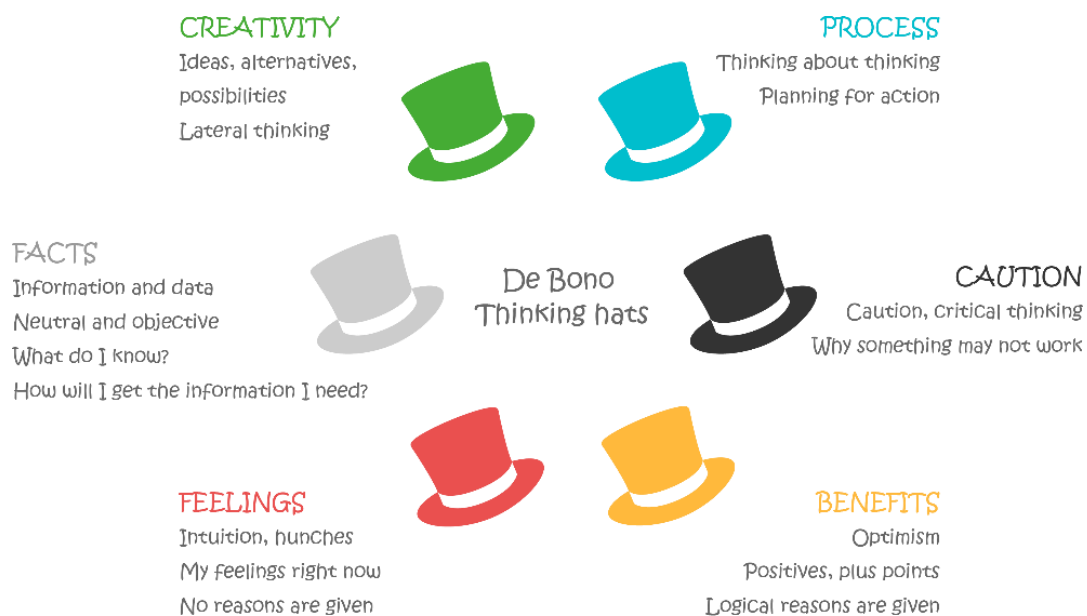 CREATIVITY
Ideas, alternatives,
possibilities
Lateral thinking
PROCESS
Thinking about thinking
Planning for action
FACTS
Information and data
Neutral and objective
What do I know?
How will I get the information I need?
De Bono
Thinking hats
CAUTION
Caution, critical thinking
Why something may not work
FEELINGS
Intuition, hunches
My feelings right now
No reasons are given
BENEFITS
Optimism
Positives, plus points
Logical reasons are given